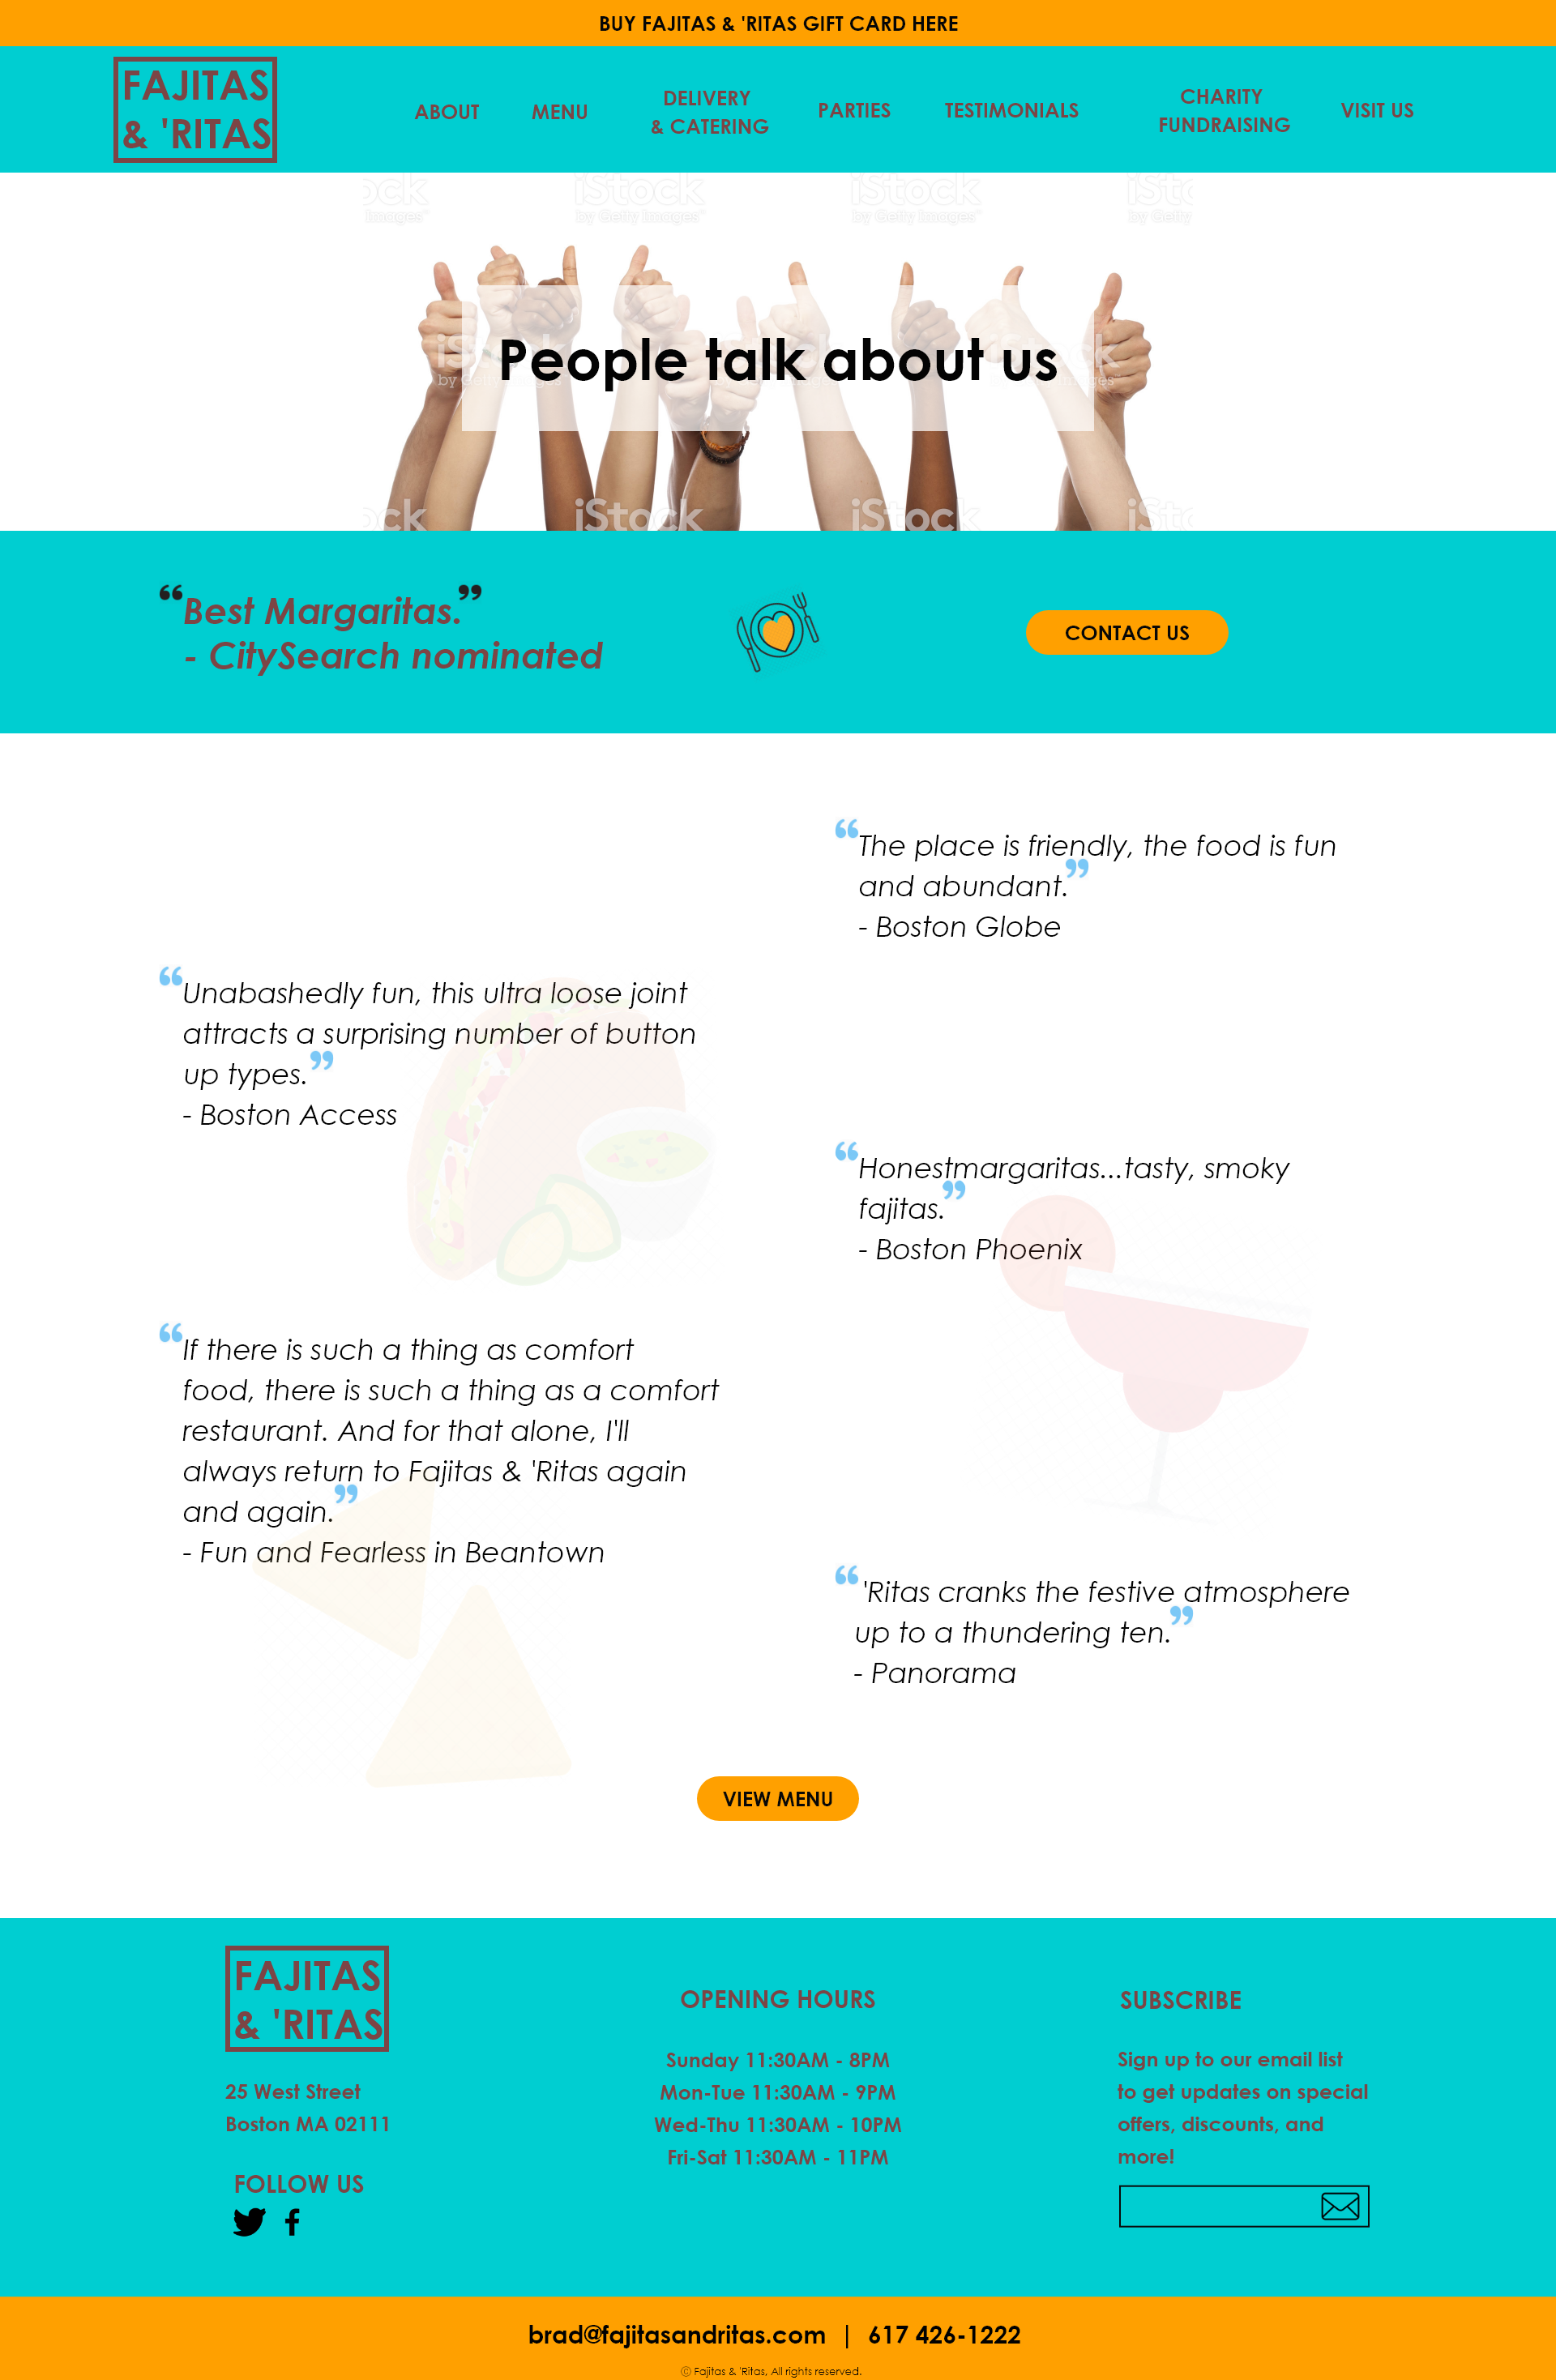 BUY FAJITAS & 'RITAS GIFT CARD HERE
FAJITAS
& 'RITAS
ABOUT
MENU
DELIVERY
& CATERING
PARTIES
TESTIMONIALS
CHARITY
FUNDRAISING
VISIT US
iStock
by Getty Images™
People talk about us
“Best Margaritas.”
- CitySearch nominated
CONTACT US
“The place is friendly, the food is fun
and abundant.”
- Boston Globe
“Unabashedly fun, this ultra loose joint
attracts a surprising number of button
up types.”
- Boston Access
“Honestmargaritas...tasty, smoky
fajitas.”
- Boston Phoenix
“If there is such a thing as comfort
food, there is such a thing as a comfort
restaurant. And for that alone, I'll
always return to Fajitas & 'Ritas again
and again.”
- Fun and Fearless in Beantown
“'Ritas cranks the festive atmosphere
up to a thundering ten.”
- Panorama
VIEW MENU
FAJITAS
& 'RITAS
25 West Street
Boston MA 02111
FOLLOW US
OPENING HOURS
Sunday 11:30AM - 8PM
Mon-Tue 11:30AM - 9PM
Wed-Thu 11:30AM - 10PM
Fri-Sat 11:30AM - 11PM
SUBSCRIBE
Sign up to our email list
to get updates on special
offers, discounts, and
more!
brad@fajitasandritas.com | 617 426-1222
© Fajitas & 'Ritas, All rights reserved.